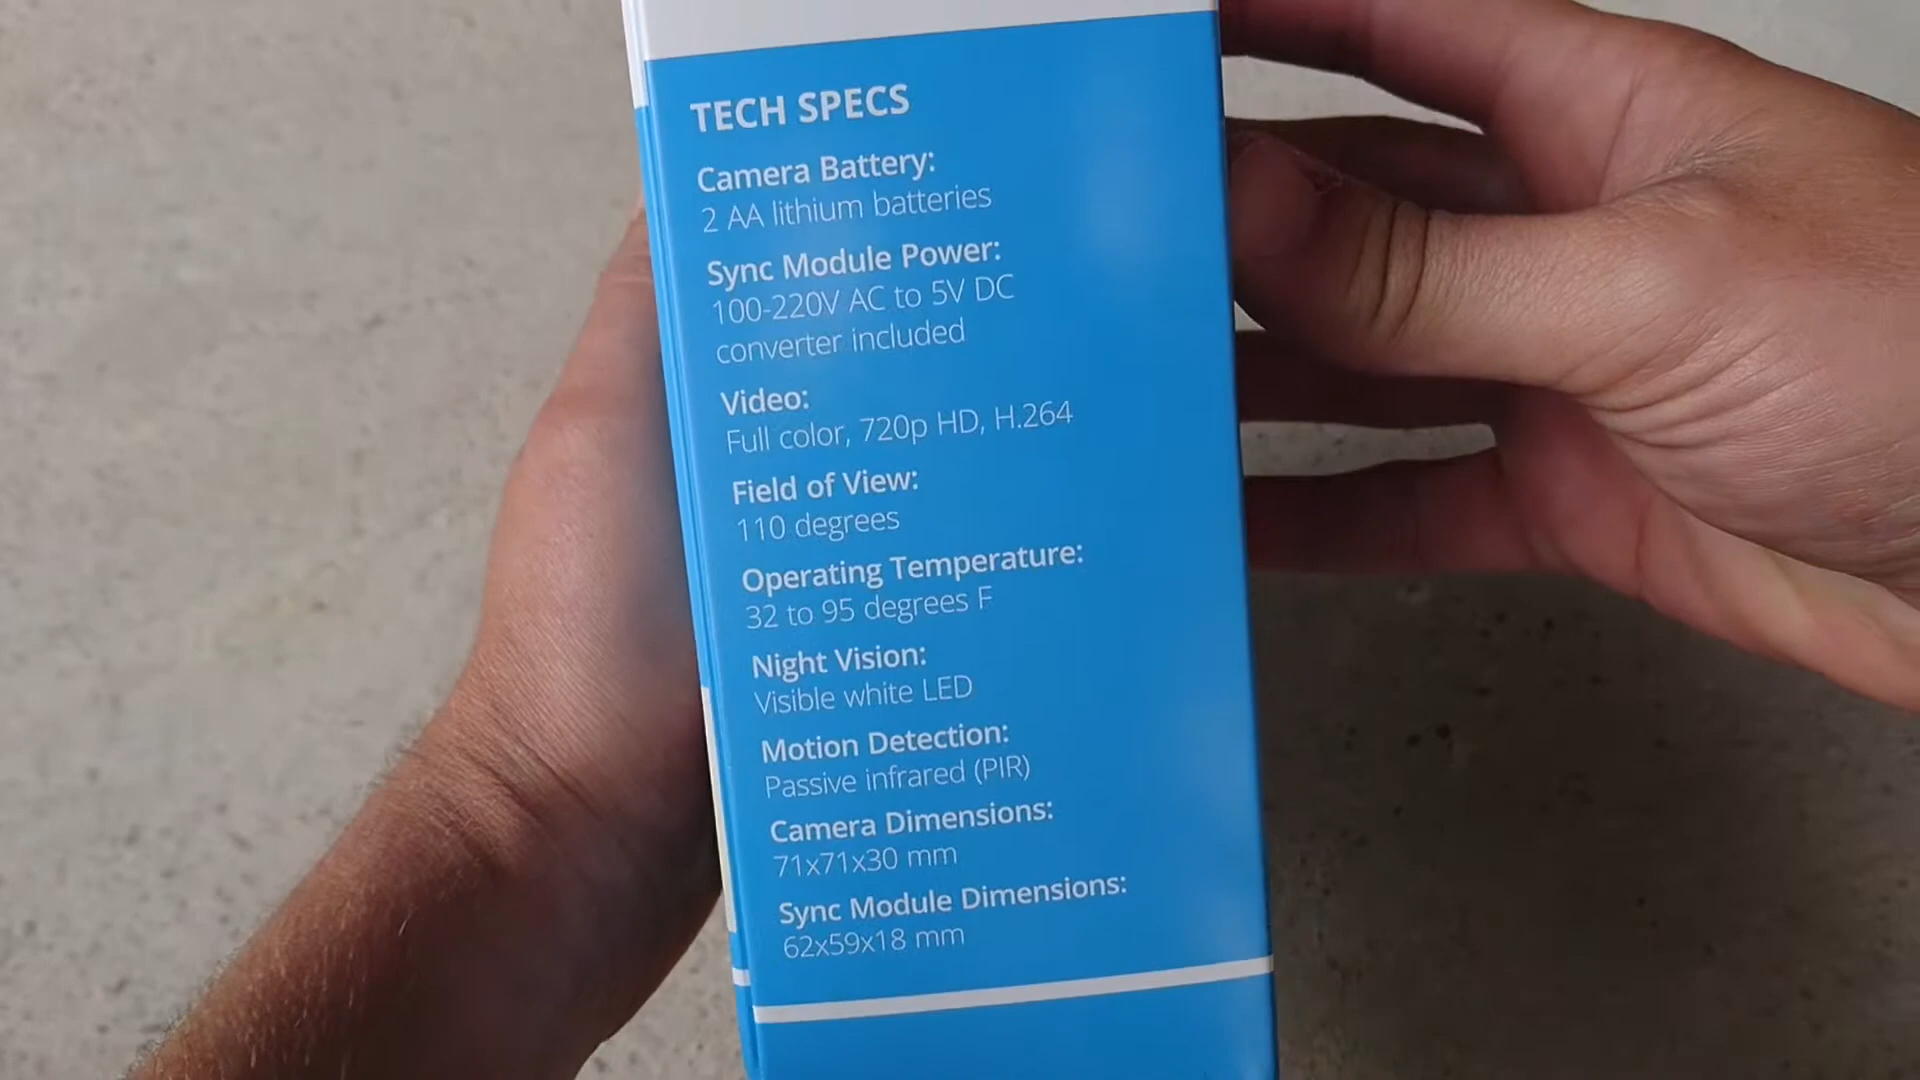 TECH SPECS
Camera Battery:
2 AA lithium batteries
Sync Module Power:
100-220V AC to 5V DC
converter included
Video:
Full color, 720p HD, H.264
Field of View:
110 degrees
Operating Temperature:
32 to 95 degrees F
Night Vision:
Visible white LED
Motion Detection:
Passive infrared (PIR)
Camera Dimensions:
71x71x30 mm
Sync Module Dimensions:
62x59x18 mm